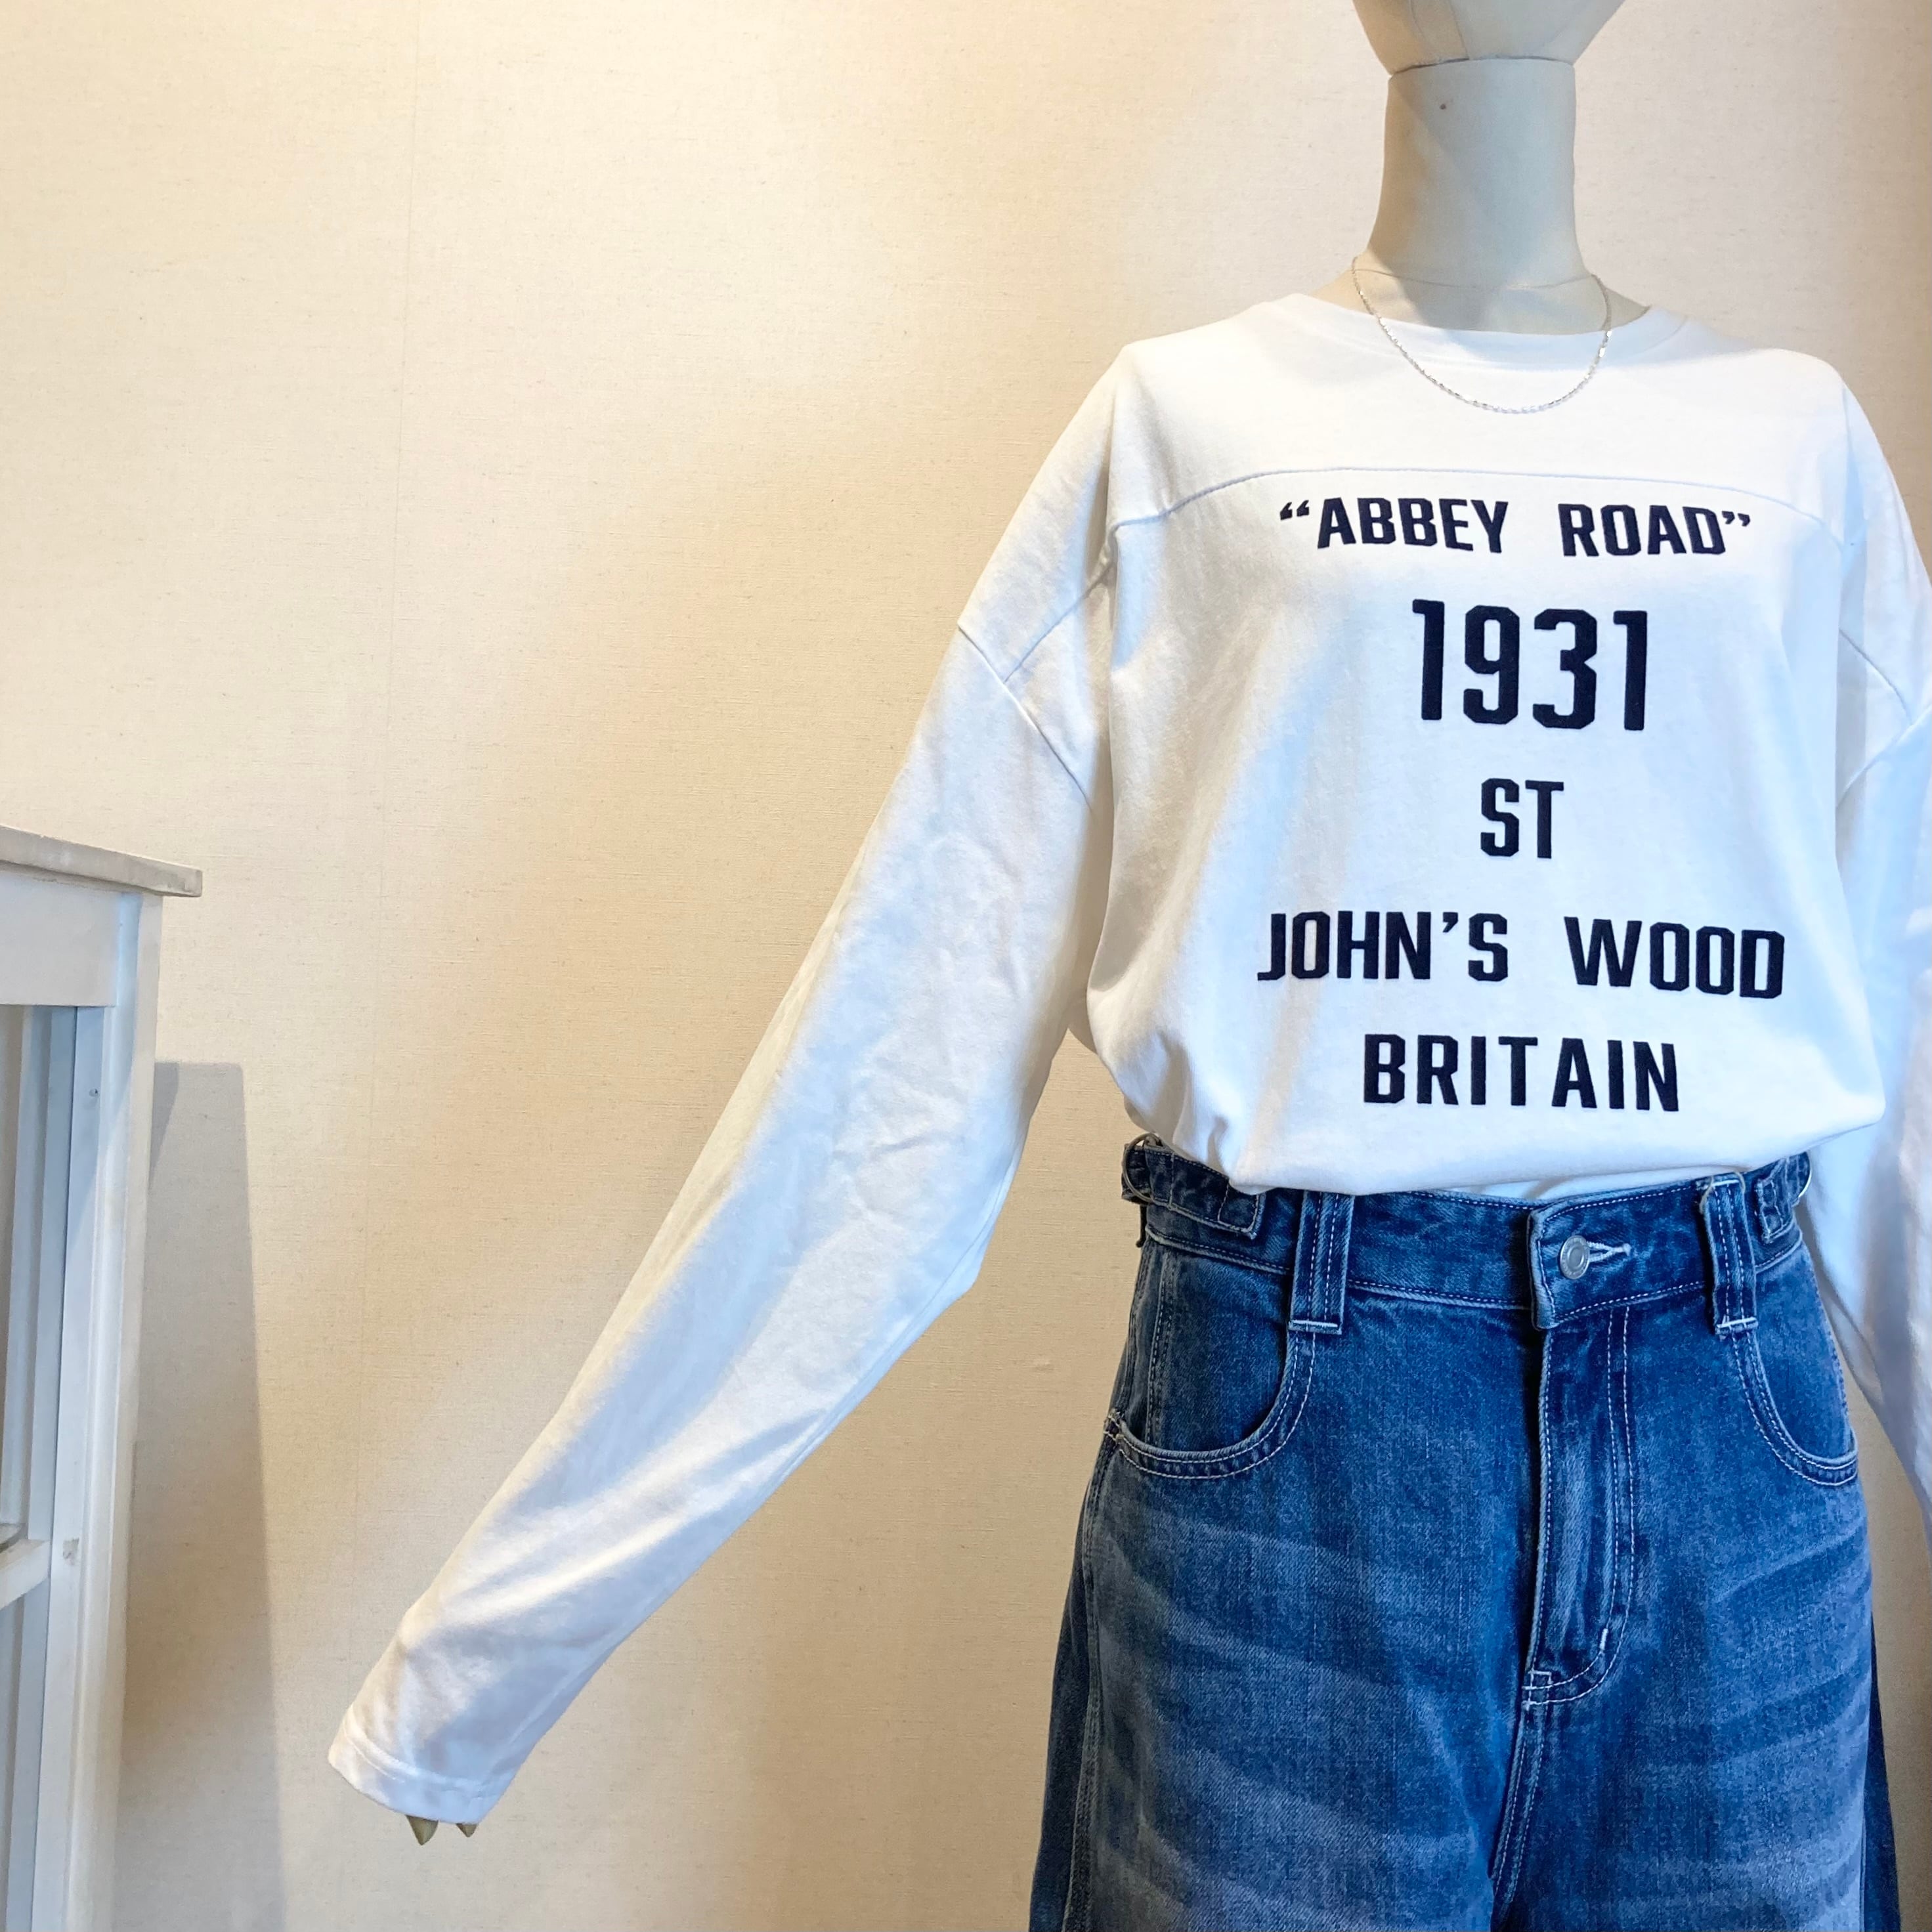 “ABBEY ROAD”
1931
ST
JOHN’S WOOD
BRITAIN